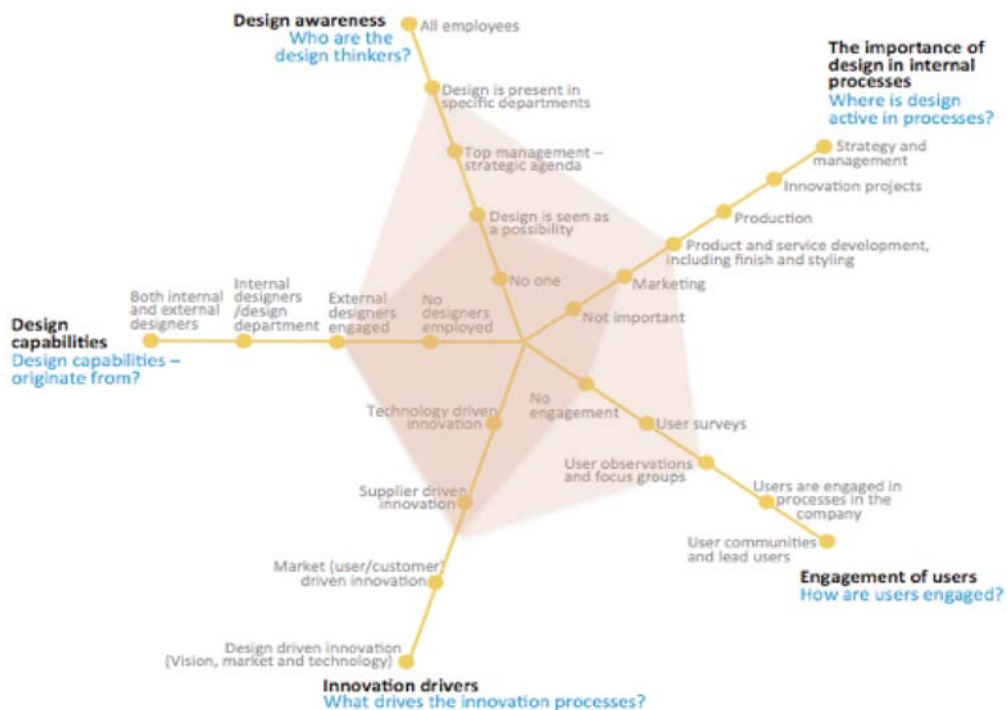 Design awareness
Who are the
design thinkers?
All employees
Design is present in
specific departments
Top management –
strategic agenda
Design is seen as
a possibility
No one
The importance of
design in internal
processes
Where is design
active in processes?
Strategy and
management
Innovation projects
Production
Product and service development,
including finish and styling
Marketing
Not important
Design
capabilities
Design capabilities –
originate from?
Both internal
and external
designers
Internal
designers
/design
department
External
designers
engaged
No
designers
employed
No
engagement
User surveys
User observations
and focus groups
Users are engaged in
processes in the
company
User communities
and lead users
Engagement of users
How are users engaged?
Technology driven
innovation
Supplier driven
innovation
Market (user/customer)
driven innovation
Design driven innovation
(Vision, market and technology)
Innovation drivers
What drives the innovation processes?